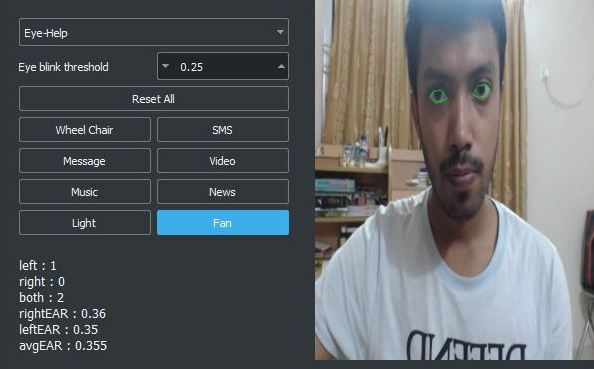 Eye-Help
Eye blink threshold 0.25
Reset All
Wheel Chair SMS
Message Video
Music News
Light Fan
left : 1
right : 0
both : 2
rightEAR : 0.36
leftEAR : 0.35
avgEAR : 0.355
DEFEND